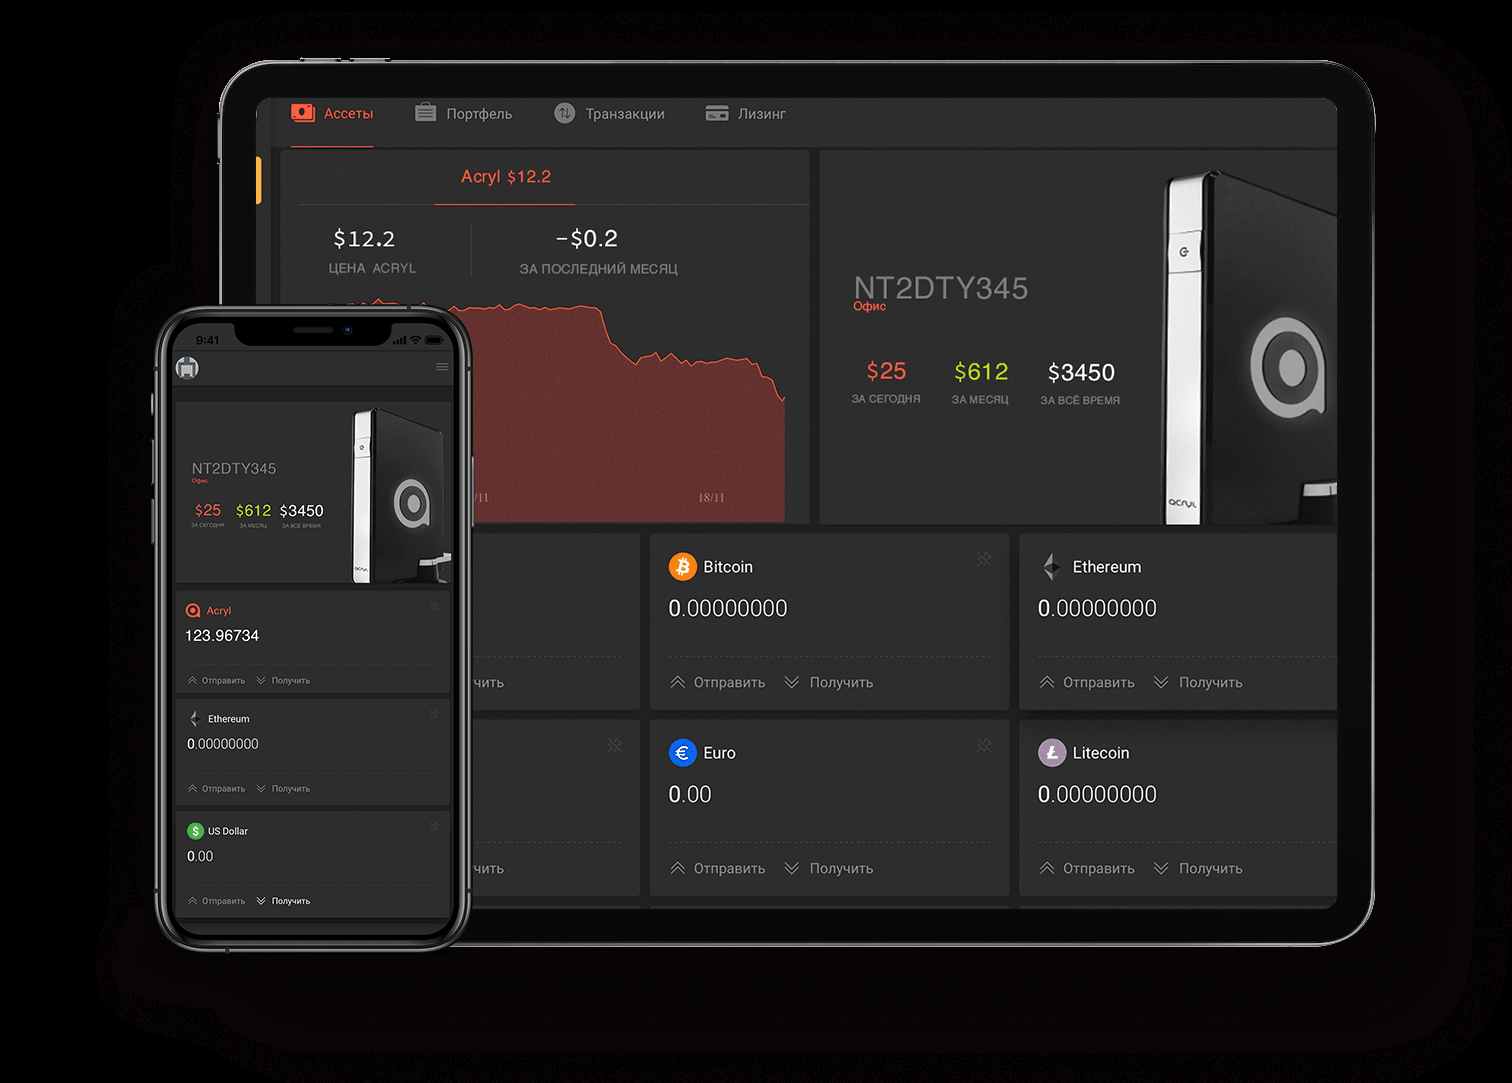 Ассеты
Портфель
Транзакции
Лизинг
Acryl $12.2
$12.2
ЦЕНА ACRYL
-$0.2
ЗА ПОСЛЕДНИЙ МЕСЯЦ
/11
18/11
NT2DTY345
Офис
$25
ЗА СЕГОДНЯ
$612
ЗА МЕСЯЦ
$3450
ЗА ВСЁ ВРЕМЯ
acryl
чить
Bitcoin
0.00000000
Отправить
Получить
Ethereum
0.00000000
Отправить
Получить
чить
Euro
0.00
Отправить
Получить
Litecoin
0.00000000
Отправить
Получить
9:41
NT2DTY345
Офис
$25
ЗА СЕГОДНЯ
$612
ЗА МЕСЯЦ
$3450
ЗА ВСЁ ВРЕМЯ
acryl
Acryl
123.96734
Отправить
Получить
Ethereum
0.00000000
Отправить
Получить
US Dollar
0.00
Отправить
Получить